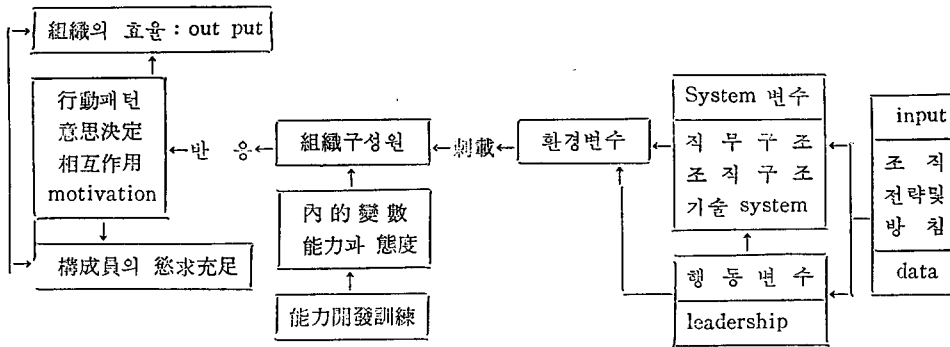 組織의 효율 : out put
行動패턴
意思決定
相互作用
motivation
構成員의 慾求充足
반 응
組織구성원
內的變數
能力과 態度
能力開發訓練
刺載
환경변수
System 변수
직무구조
조직구조
기술 system
행동변수
leadership
input
조직
전략및
방침
data